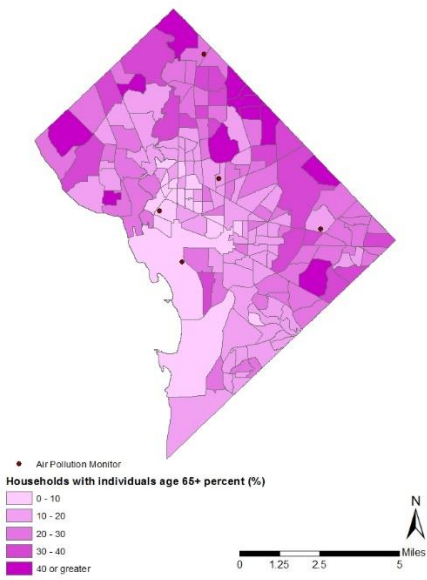 Air Pollution Monitor
Households with individuals age 65+ percent (%)
0 - 10
10 - 20
20 - 30
30 - 40
40 or greater
N
Miles
0 1.25 2.5 5